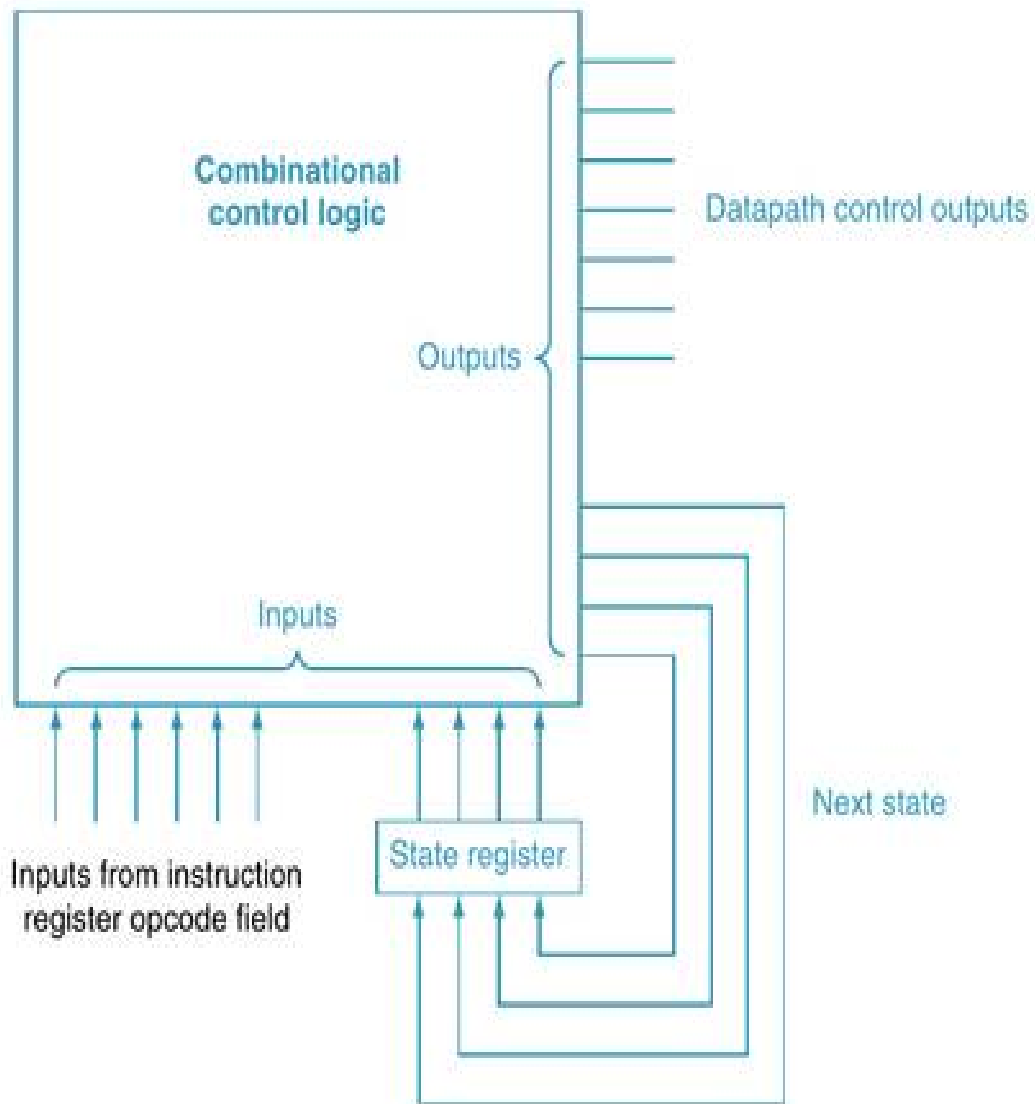 Combinational
control logic
Datapath control outputs
Outputs
Inputs
Next state
State register
Inputs from instruction
register opcode field